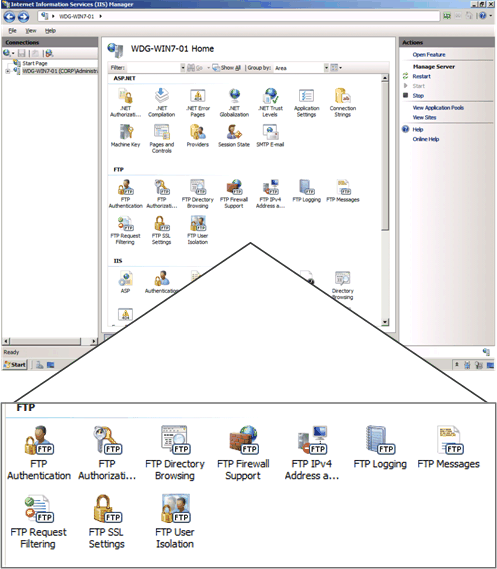 Internet Information Services (IIS) Manager
WDG-WIN7-01
File View Help
Connections
Start Page
WDG-WIN7-01 (CORP\Administr
WDG-WIN7-01 Home
Filter: Go Show All Group by: Area
ASP.NET
.NET Authorizati... .NET Compilation .NET Error Pages .NET Globalization .NET Trust Levels Application Settings Connection Strings
Machine Key Pages and Controls Providers Session State SMTP E-mail
FTP
FTP Authentication FTP Authorizati... FTP Directory Browsing FTP Firewall Support FTP IPv4 Address a... FTP Logging FTP Messages
FTP Request Filtering FTP SSL Settings FTP User Isolation
IIS
ASP Authentication Directory Browsing
Actions
Open Feature
Manage Server
Restart
Start
Stop
View Application Pools
View Sites
Help
Online Help
Ready
Start
FTP
FTP Authentication FTP Authorizati... FTP Directory Browsing FTP Firewall Support FTP IPv4 Address a... FTP Logging FTP Messages
FTP Request Filtering FTP SSL Settings FTP User Isolation